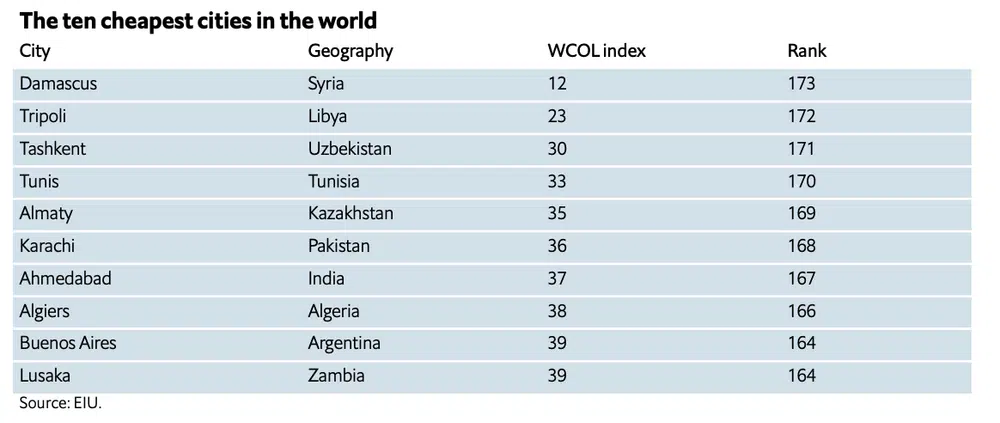 The ten cheapest cities in the world
City Geography WCOL index Rank
Damascus Syria 12 173
Tripoli Libya 23 172
Tashkent Uzbekistan 30 171
Tunis Tunisia 33 170
Almaty Kazakhstan 35 169
Karachi Pakistan 36 168
Ahmedabad India 37 167
Algiers Algeria 38 166
Buenos Aires Argentina 39 164
Lusaka Zambia 39 164
Source: EIU.